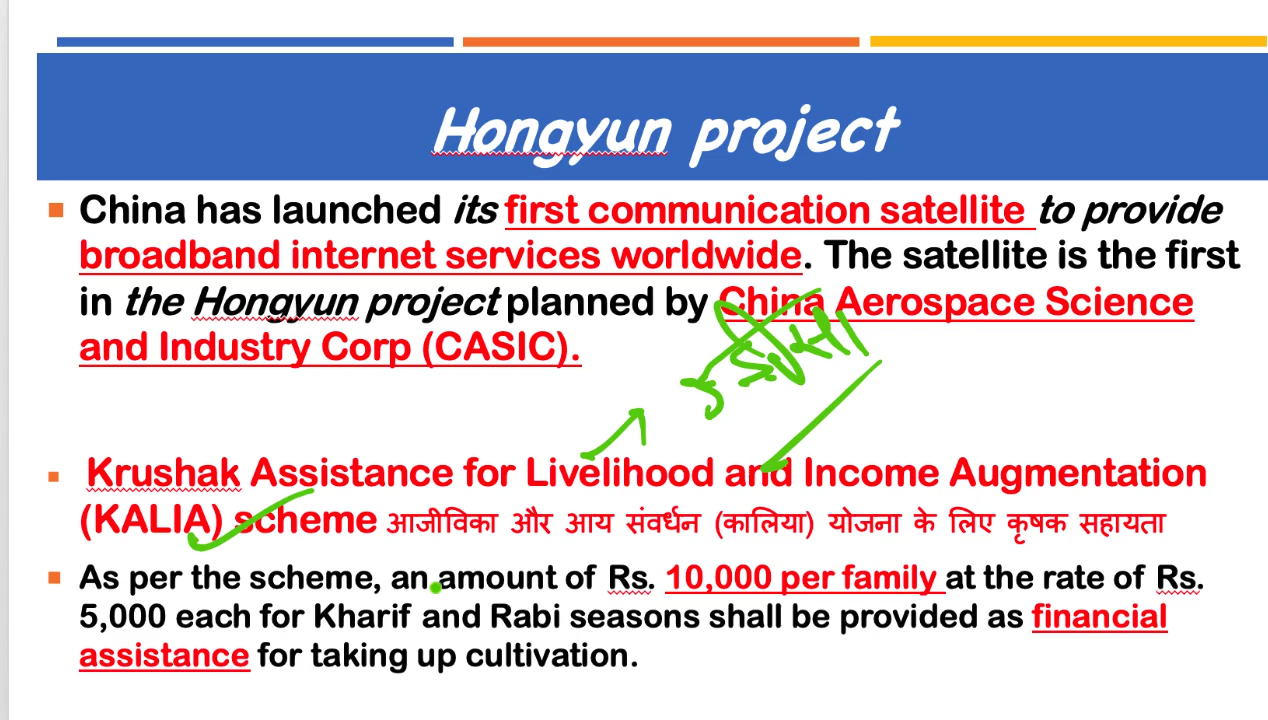 Hongyun project
China has launched its first communication satellite to provide
broadband internet services worldwide. The satellite is the first
in the Hongyun project planned by China Aerospace Science
and Industry Corp (CASIC).
Krushak Assistance for Livelihood and Income Augmentation
(KALIA) scheme आजीविका और आय संवर्धन (कालिया) योजना के लिए कृषक सहायता
As per the scheme, an amount of Rs. 10,000 per family at the rate of Rs.
5,000 each for Kharif and Rabi seasons shall be provided as financial
assistance for taking up cultivation.